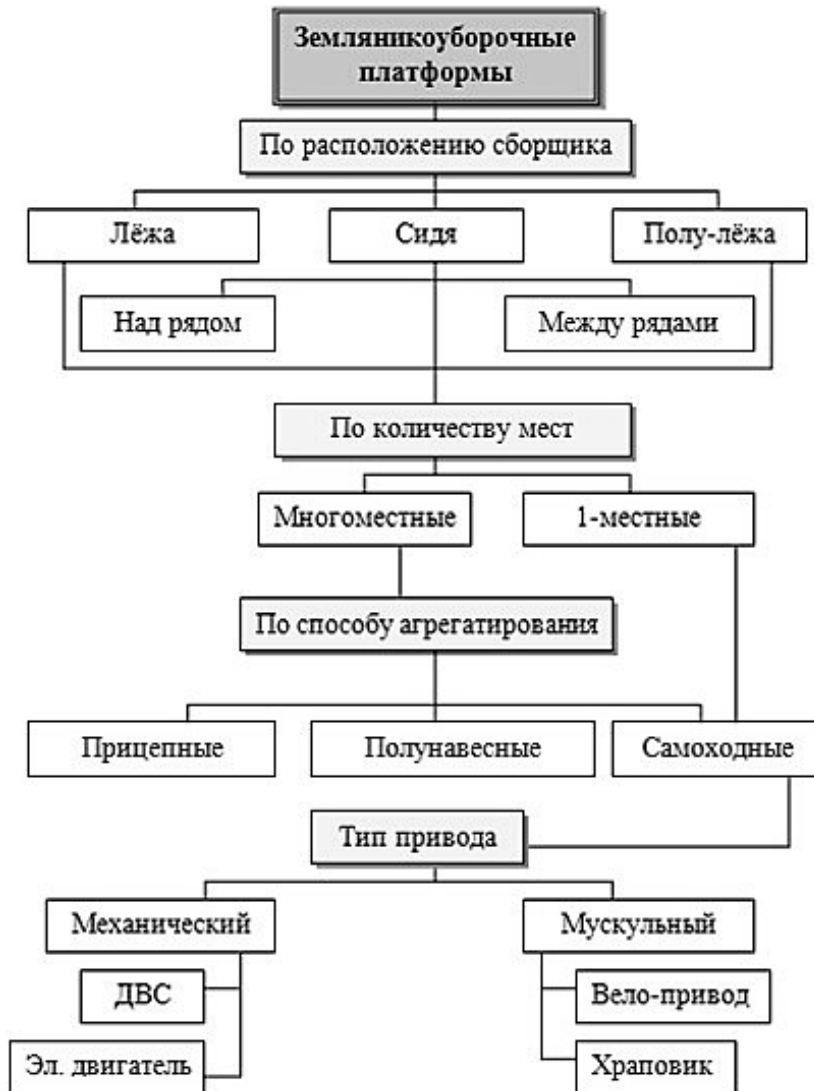 Земляникоуборочные
платформы
По расположению сборщика
Лёжа
Сидя
Полу-лёжа
Над рядом
Между рядами
По количеству мест
Многоместные
1-местные
По способу агрегатирования
Прицепные
Полунавесные
Самоходные
Тип привода
Механический
Мускульный
ДВС
Вело-привод
Эл. двигатель
Храповик